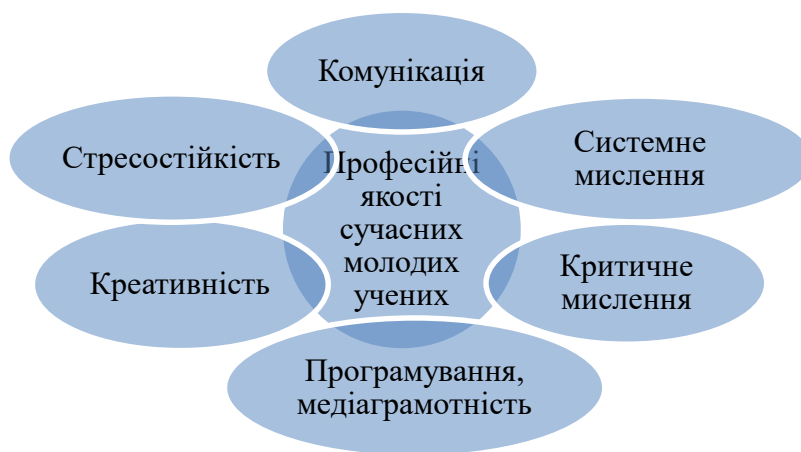 Комунікація
Стресостійкість
Системне
мислення
Професійні
якості
сучасних
молодих
учених
Креативність
Критичне
мислення
Програмування,
медіаграмотність